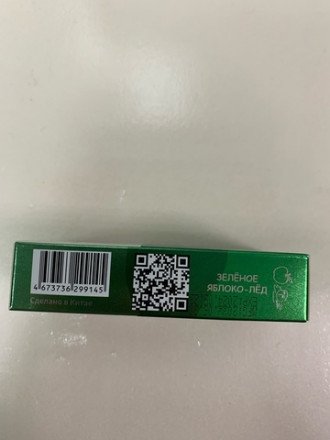 4 673736 299145
Сделано в Китае
ЗЕЛЁНОЕ
ЯБЛОКО-ЛЁД